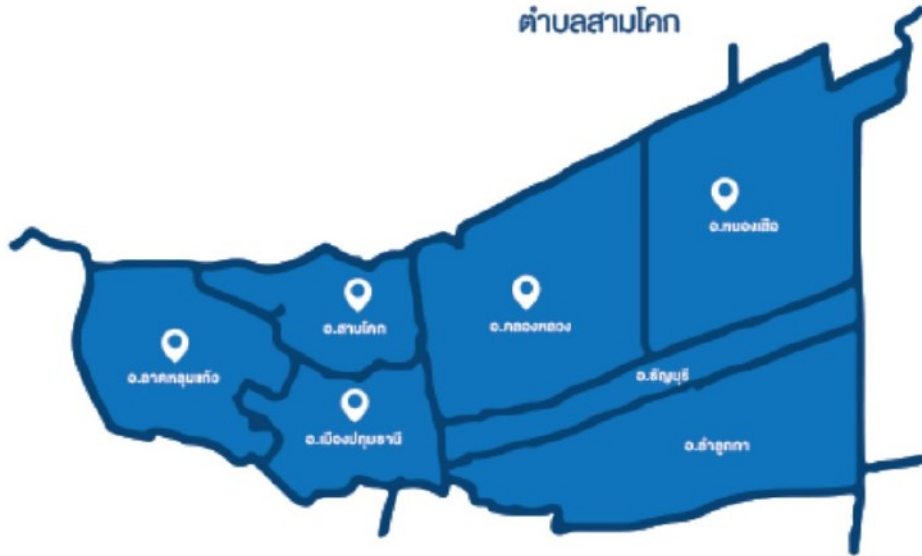 ตำบลสามโคก
อ.หนองเสือ
อ.สามโคก
อ.คลองหลวง
อ.ลาดหลุมแก้ว
อ.ธัญบุรี
อ.เมืองปทุมธานี
อ.ลำลูกกา